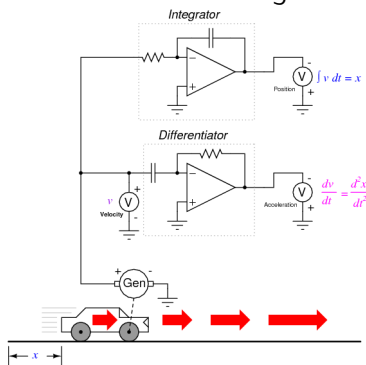 Integrator
−
+
-
V
+
Position
∫ v dt = x
Differentiator
−
+
-
V
+
Acceleration
dv/dt = d²x/dt²
v
Velocity
+
V
-
+ Gen -
x